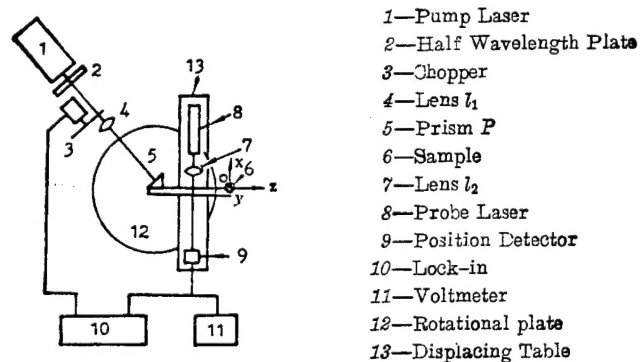 1
2
3
4
5
13
8
7
x
o
6
z
y
12
9
10
11
1—Pump Laser
2—Half Wavelength Plate
3—Chopper
4—Lens l₁
5—Prism P
6—Sample
7—Lens l₂
8—Probe Laser
9—Position Detector
10—Lock-in
11—Voltmeter
12—Rotational plate
13—Displacing Table